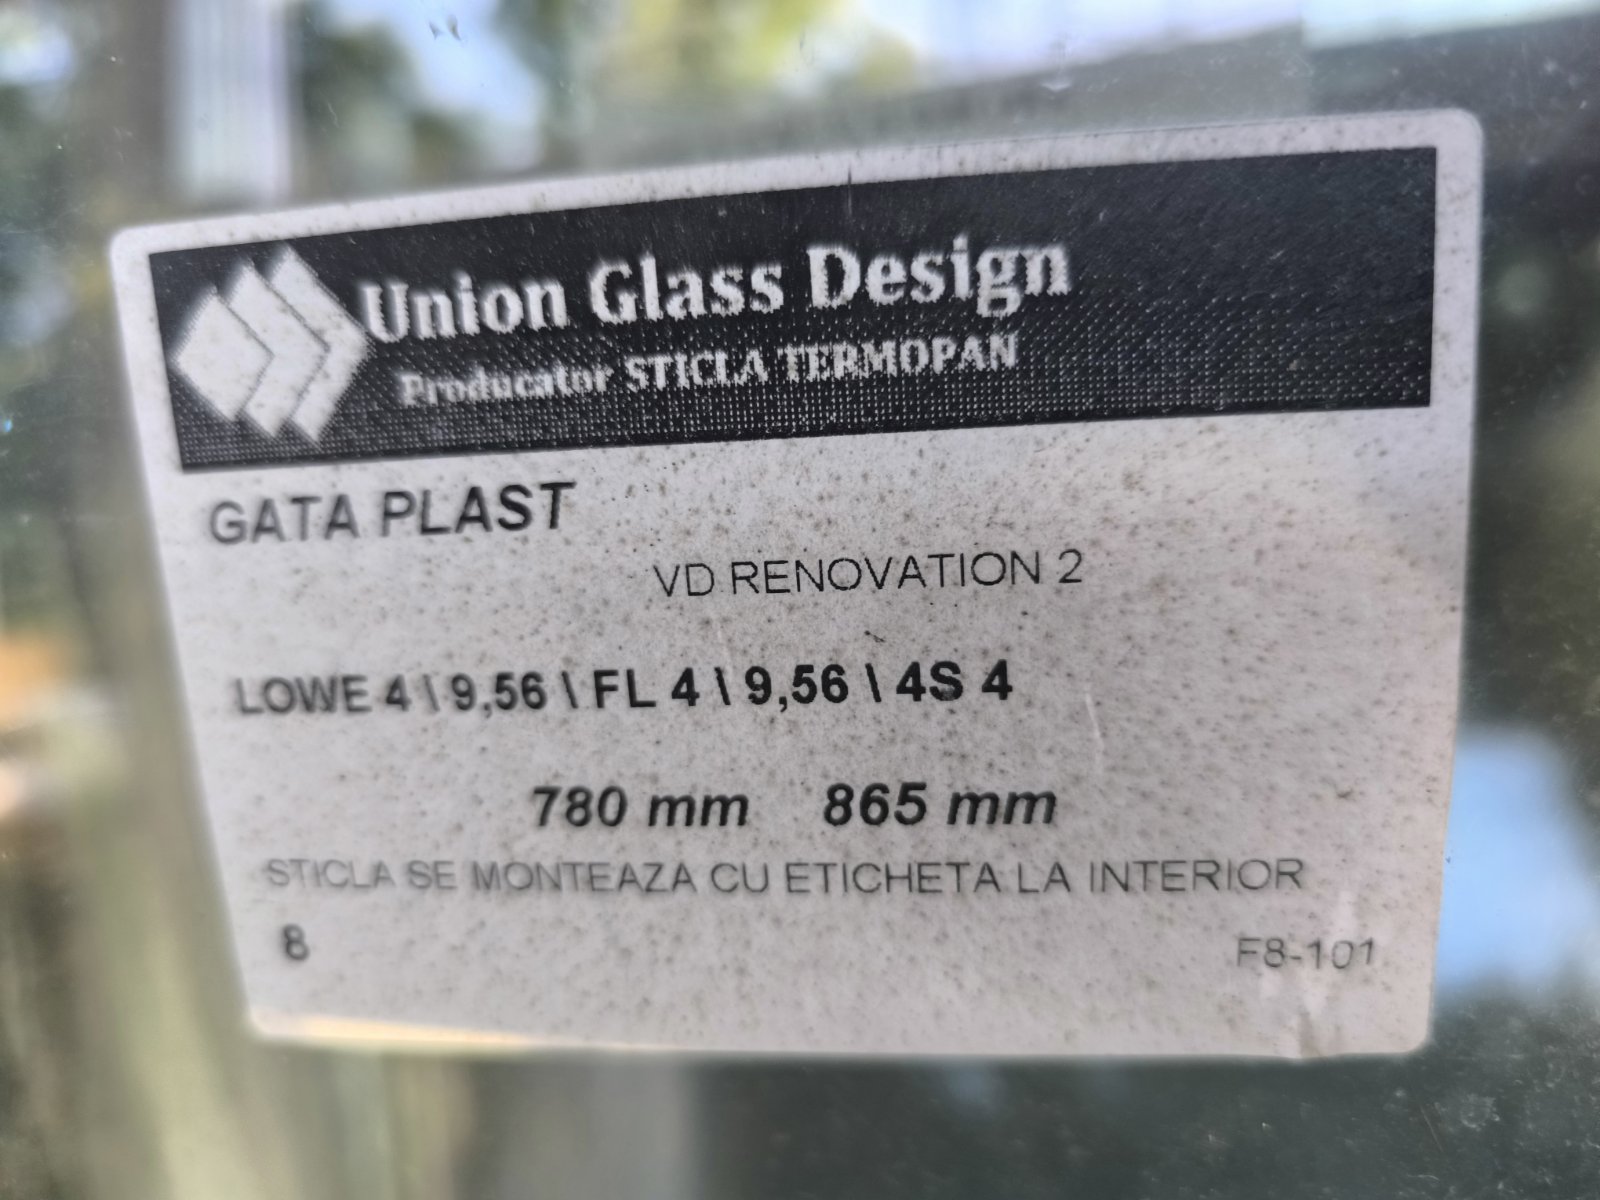 Union Glass Design
Producator STICLA TERMOPAN
GATA PLAST
VD RENOVATION 2
LOWE 4 \ 9,56 \ FL 4 \ 9,56 \ 4S 4
780 mm 865 mm
STICLA SE MONTEAZA CU ETICHETA LA INTERIOR
8 F8-101